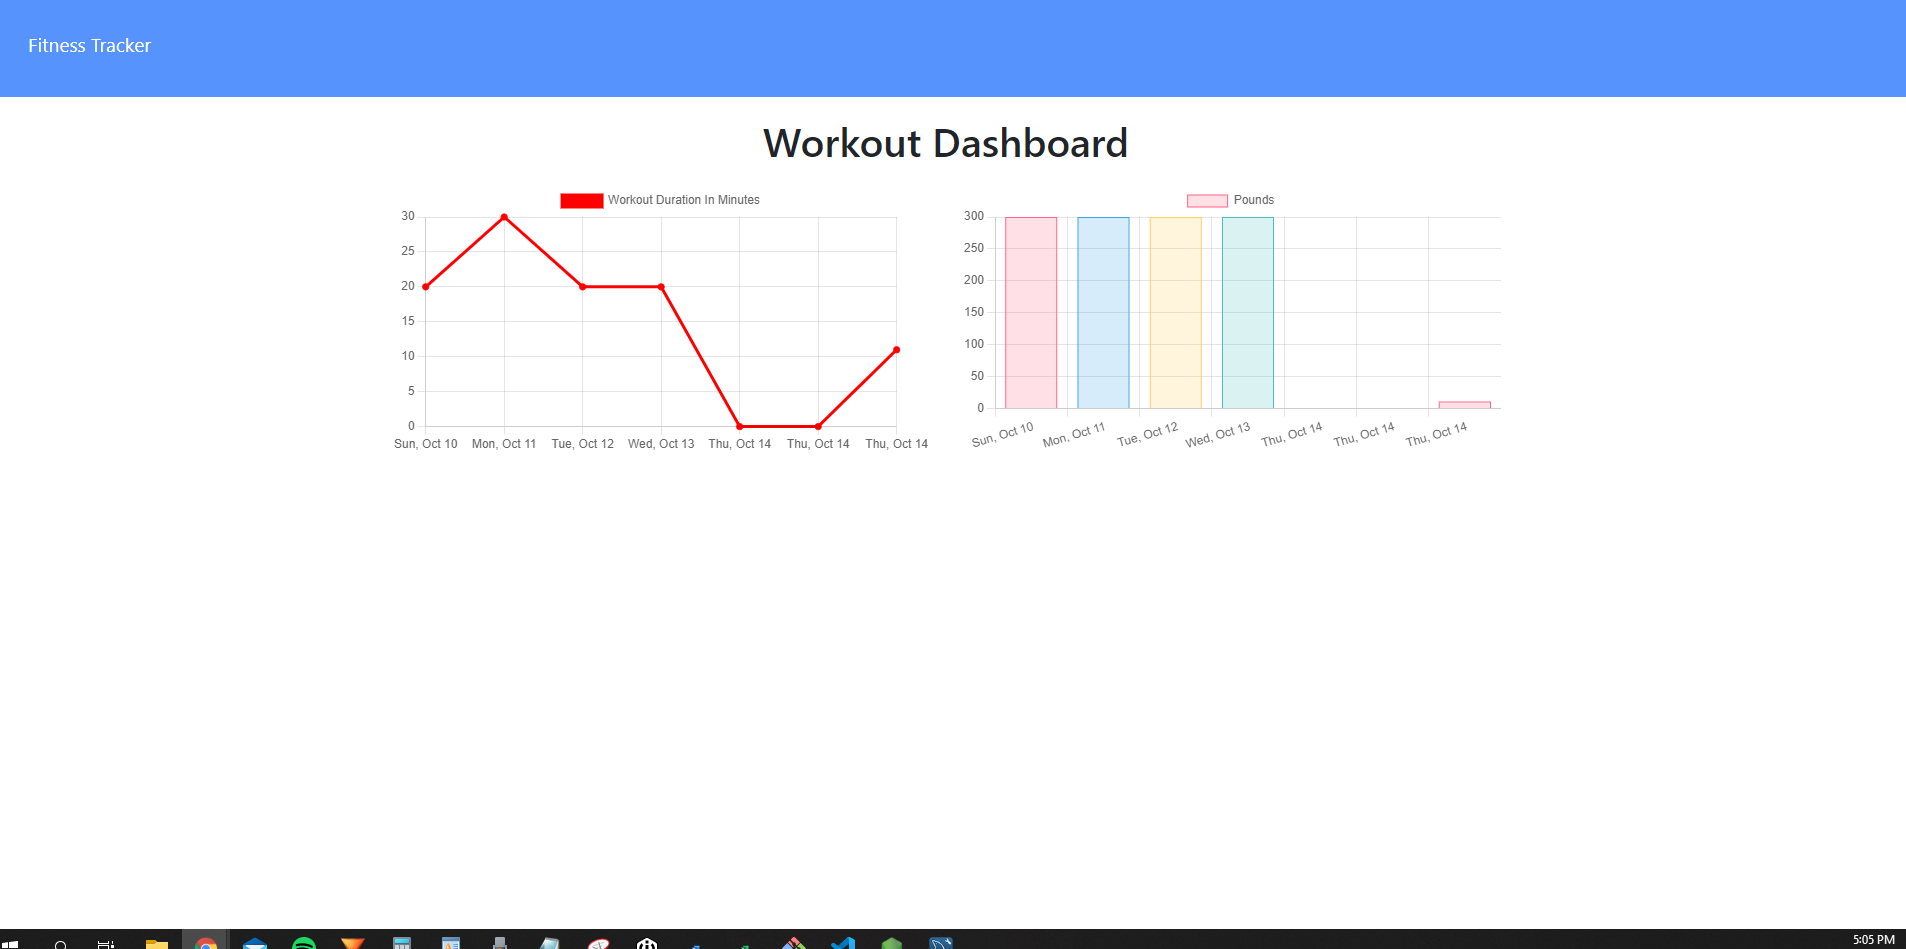 Fitness Tracker
Workout Dashboard
Workout Duration In Minutes
30
25
20
15
10
5
0
Sun, Oct 10 Mon, Oct 11 Tue, Oct 12 Wed, Oct 13 Thu, Oct 14 Thu, Oct 14 Thu, Oct 14
Pounds
300
250
200
150
100
50
0
Sun, Oct 10 Mon, Oct 11 Tue, Oct 12 Wed, Oct 13 Thu, Oct 14 Thu, Oct 14 Thu, Oct 14
5:05 PM